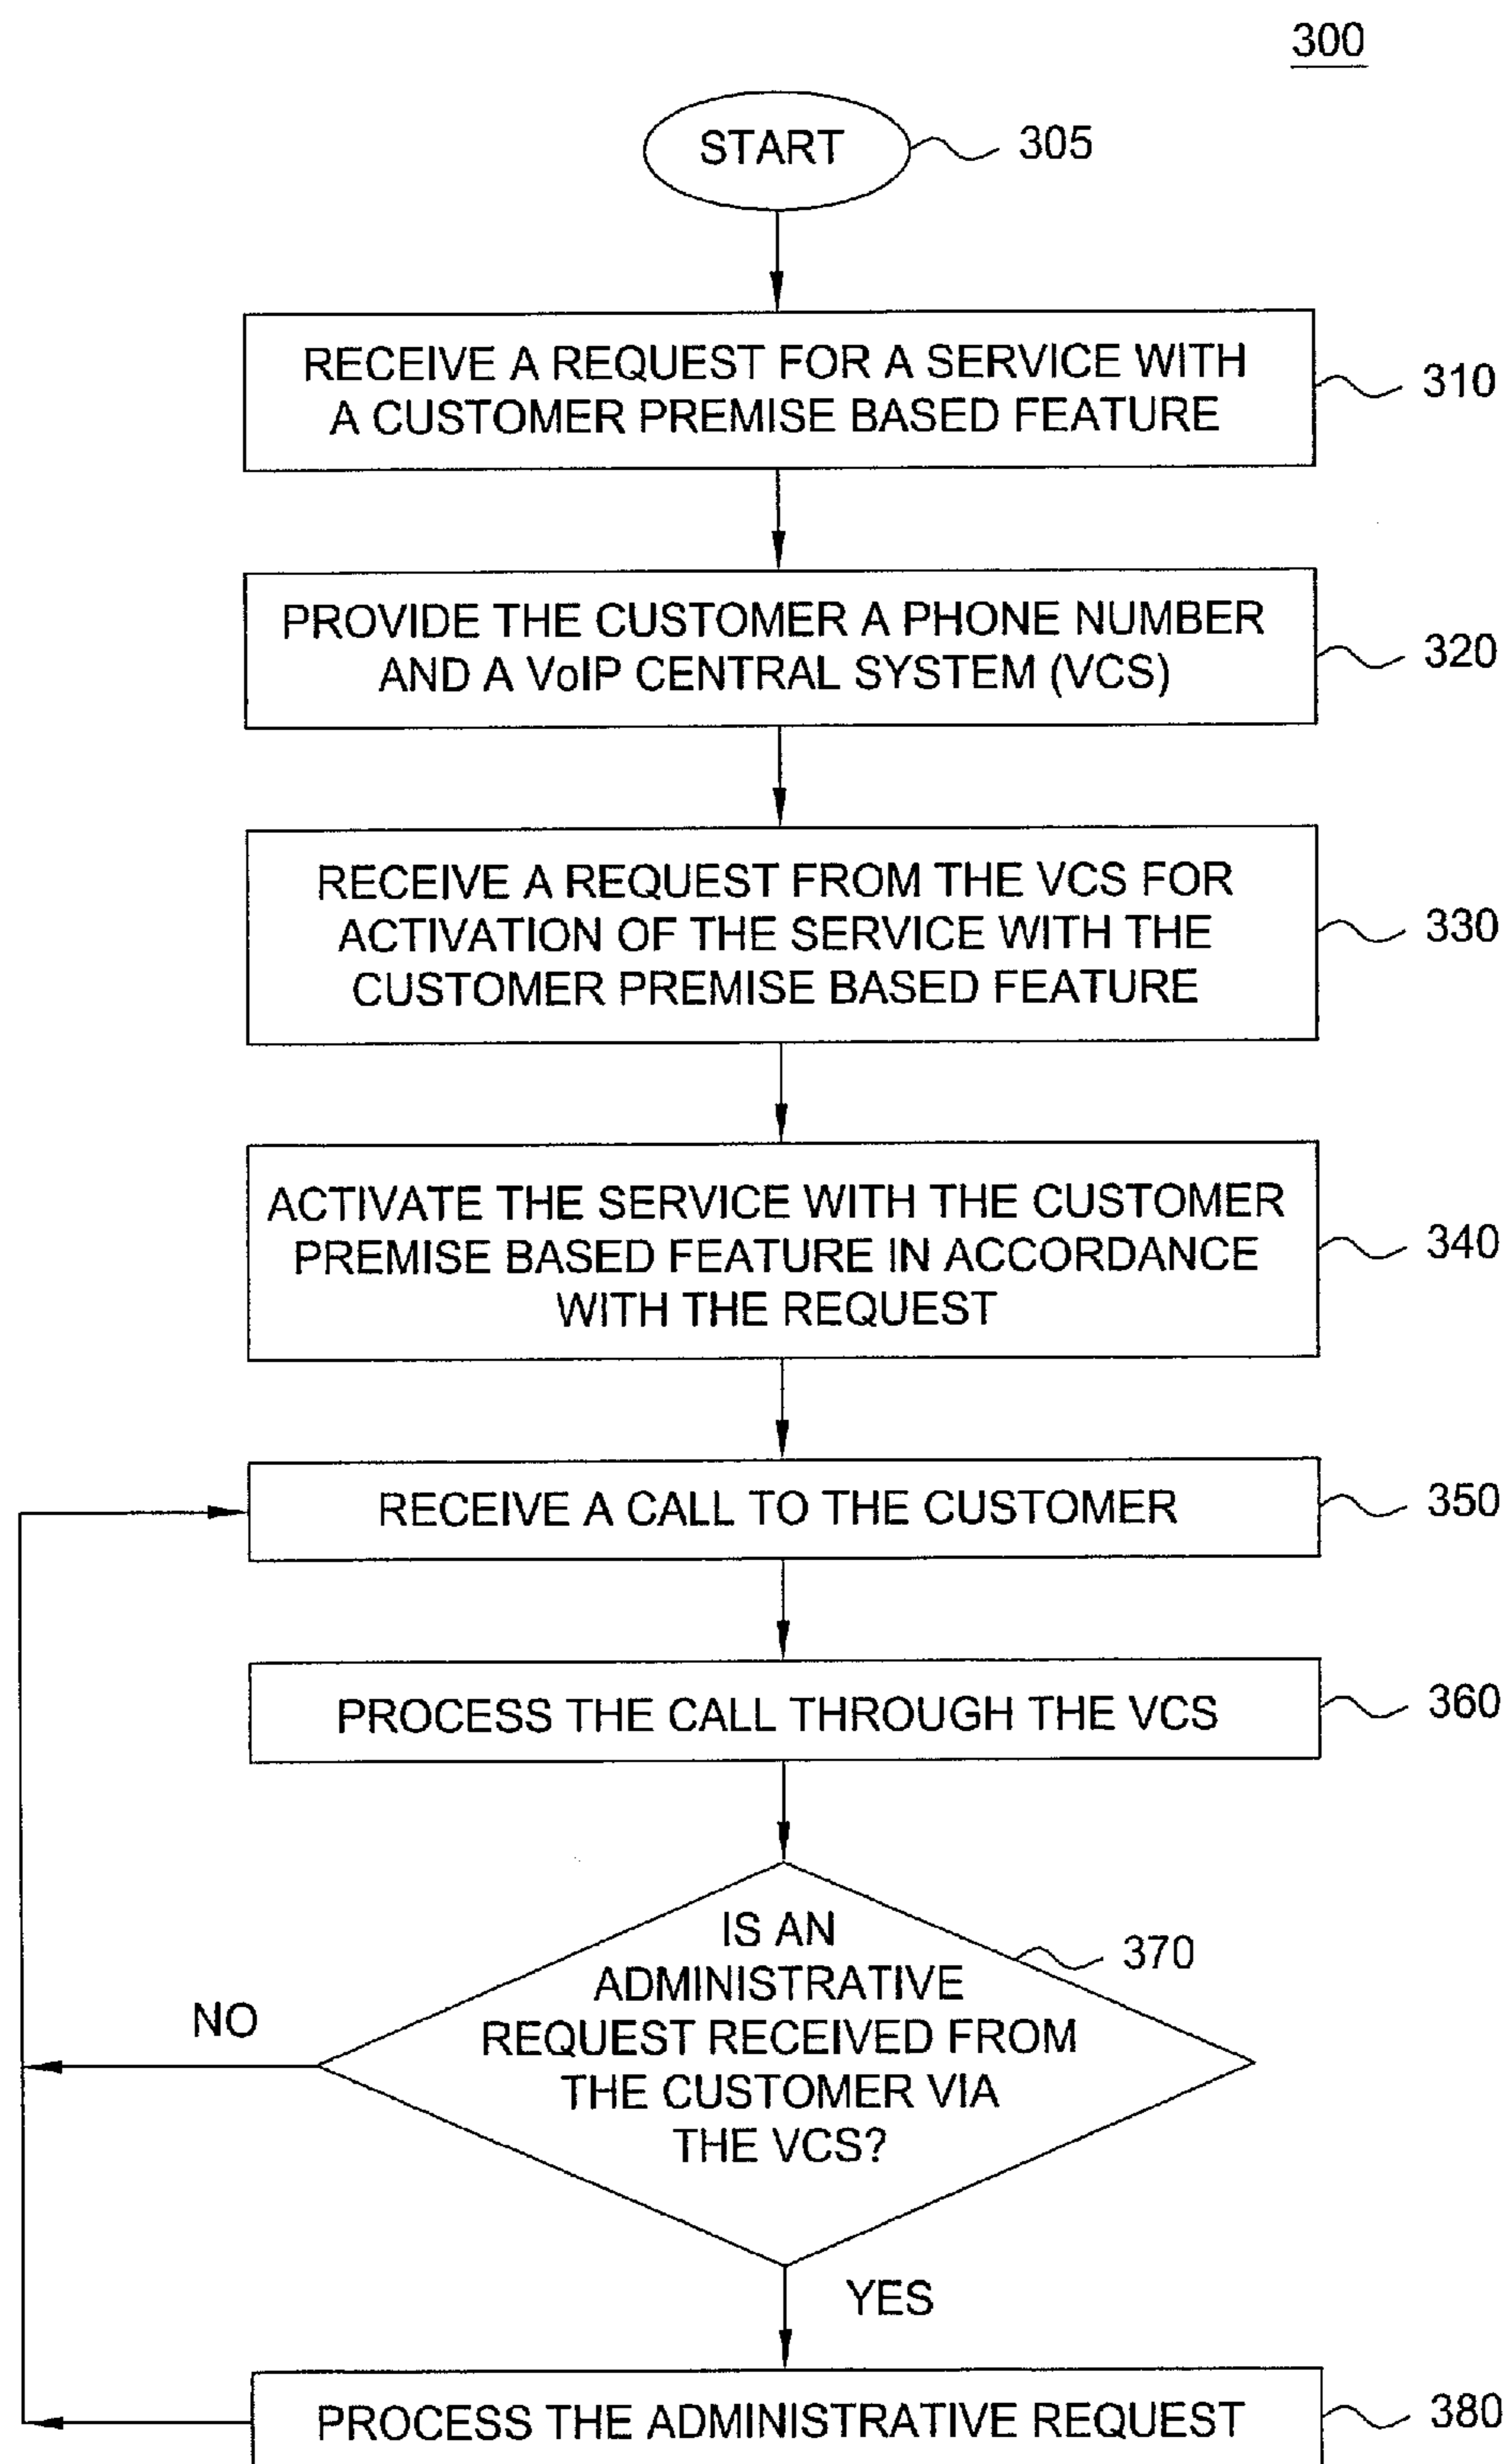 300
START
305
RECEIVE A REQUEST FOR A SERVICE WITH
A CUSTOMER PREMISE BASED FEATURE
310
PROVIDE THE CUSTOMER A PHONE NUMBER
AND A VoIP CENTRAL SYSTEM (VCS)
320
RECEIVE A REQUEST FROM THE VCS FOR
ACTIVATION OF THE SERVICE WITH THE
CUSTOMER PREMISE BASED FEATURE
330
ACTIVATE THE SERVICE WITH THE CUSTOMER
PREMISE BASED FEATURE IN ACCORDANCE
WITH THE REQUEST
340
RECEIVE A CALL TO THE CUSTOMER
350
PROCESS THE CALL THROUGH THE VCS
360
IS AN
ADMINISTRATIVE
REQUEST RECEIVED FROM
THE CUSTOMER VIA
THE VCS?
370
NO
YES
PROCESS THE ADMINISTRATIVE REQUEST
380